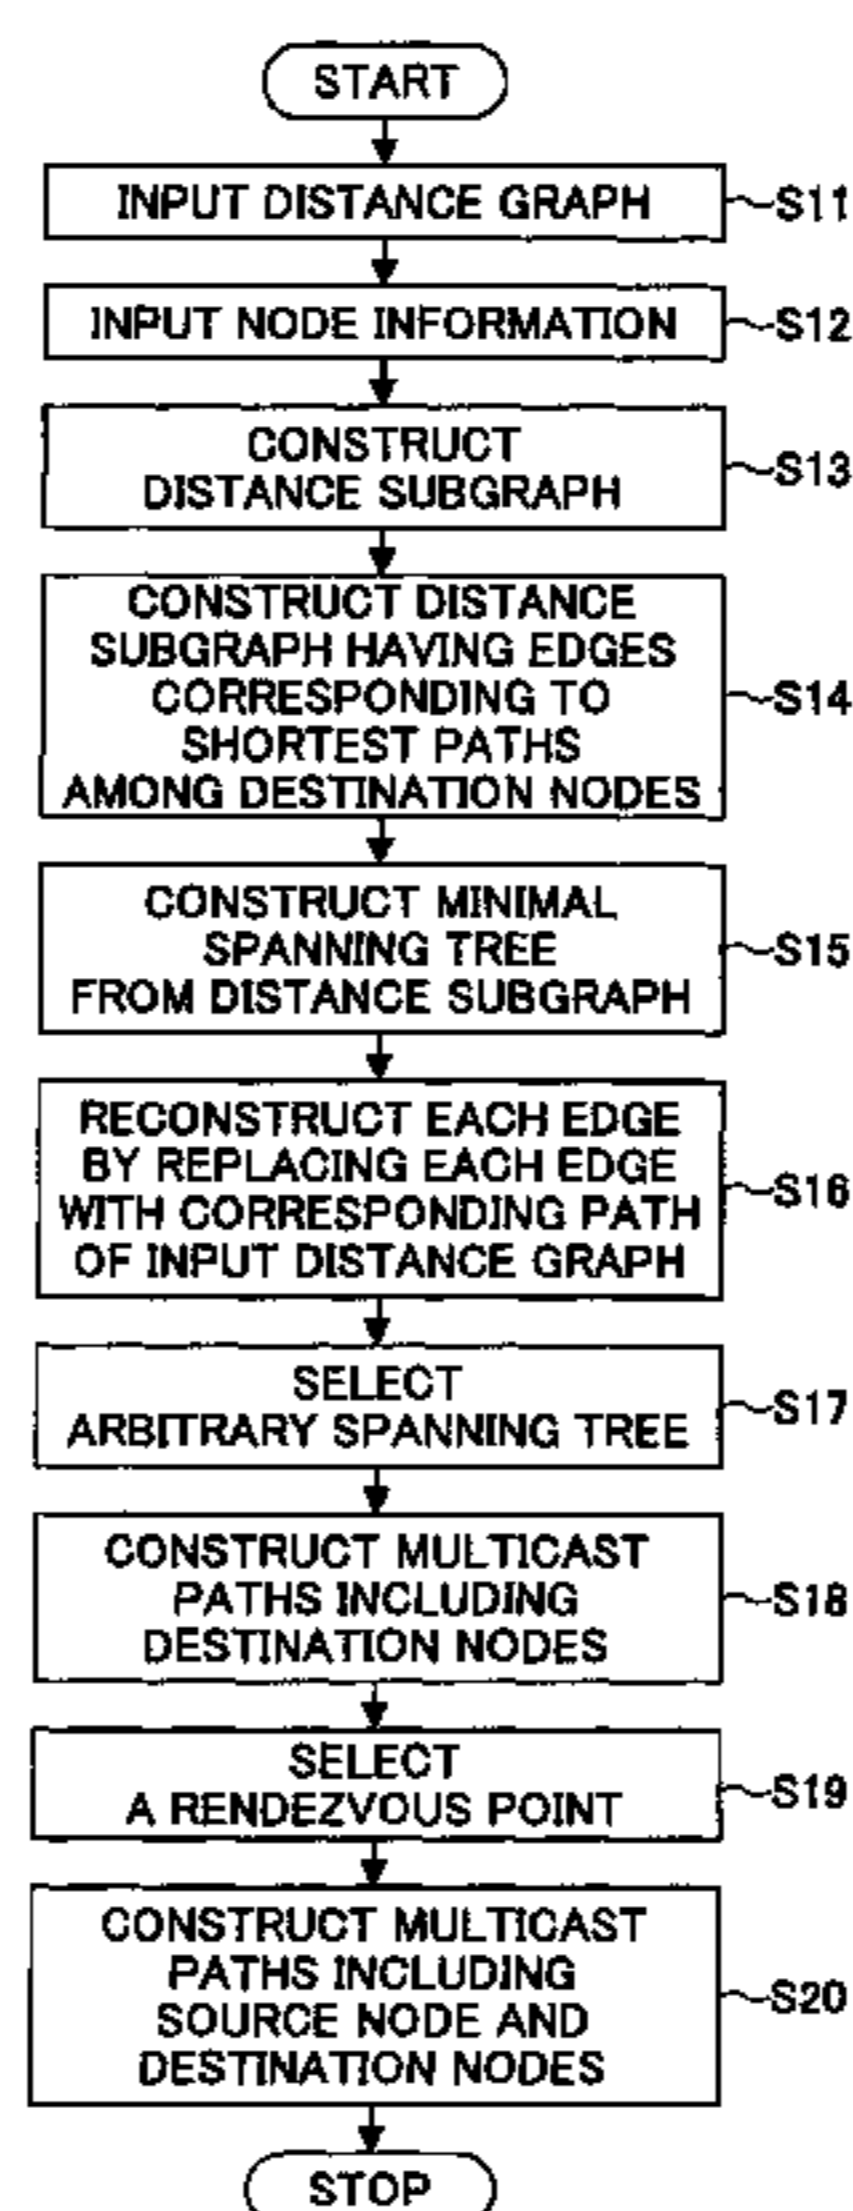 START
INPUT DISTANCE GRAPH
S11
INPUT NODE INFORMATION
S12
CONSTRUCT
DISTANCE SUBGRAPH
S13
CONSTRUCT DISTANCE
SUBGRAPH HAVING EDGES
CORRESPONDING TO
SHORTEST PATHS
AMONG DESTINATION NODES
S14
CONSTRUCT MINIMAL
SPANNING TREE
FROM DISTANCE SUBGRAPH
S15
RECONSTRUCT EACH EDGE
BY REPLACING EACH EDGE
WITH CORRESPONDING PATH
OF INPUT DISTANCE GRAPH
S16
SELECT
ARBITRARY SPANNING TREE
S17
CONSTRUCT MULTICAST
PATHS INCLUDING
DESTINATION NODES
S18
SELECT
A RENDEZVOUS POINT
S19
CONSTRUCT MULTICAST
PATHS INCLUDING
SOURCE NODE AND
DESTINATION NODES
S20
STOP